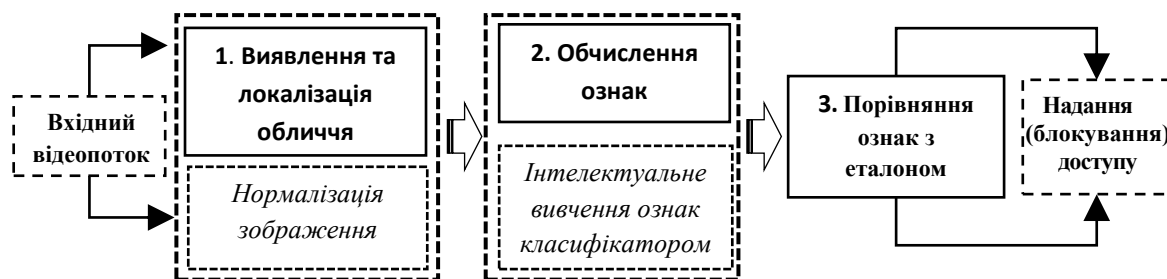 Вхідний
відеопоток
1. Виявлення та
локалізація
обличчя
Нормалізація
зображення
2. Обчислення
ознак
Інтелектуальне
вивчення ознак
класифікатором
3. Порівняння
ознак з
еталоном
Надання
(блокування)
доступу